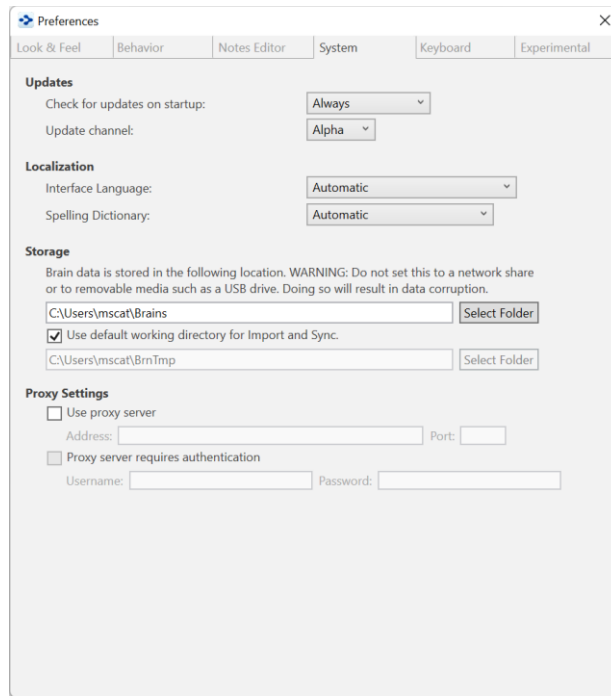 Preferences
Look & Feel Behavior Notes Editor System Keyboard Experimental
Updates
Check for updates on startup: Always
Update channel: Alpha
Localization
Interface Language: Automatic
Spelling Dictionary: Automatic
Storage
Brain data is stored in the following location. WARNING: Do not set this to a network share
or to removable media such as a USB drive. Doing so will result in data corruption.
C:\Users\mscat\Brains Select Folder
Use default working directory for Import and Sync.
C:\Users\mscat\BrnTmp Select Folder
Proxy Settings
Use proxy server
Address: Port:
Proxy server requires authentication
Username: Password: